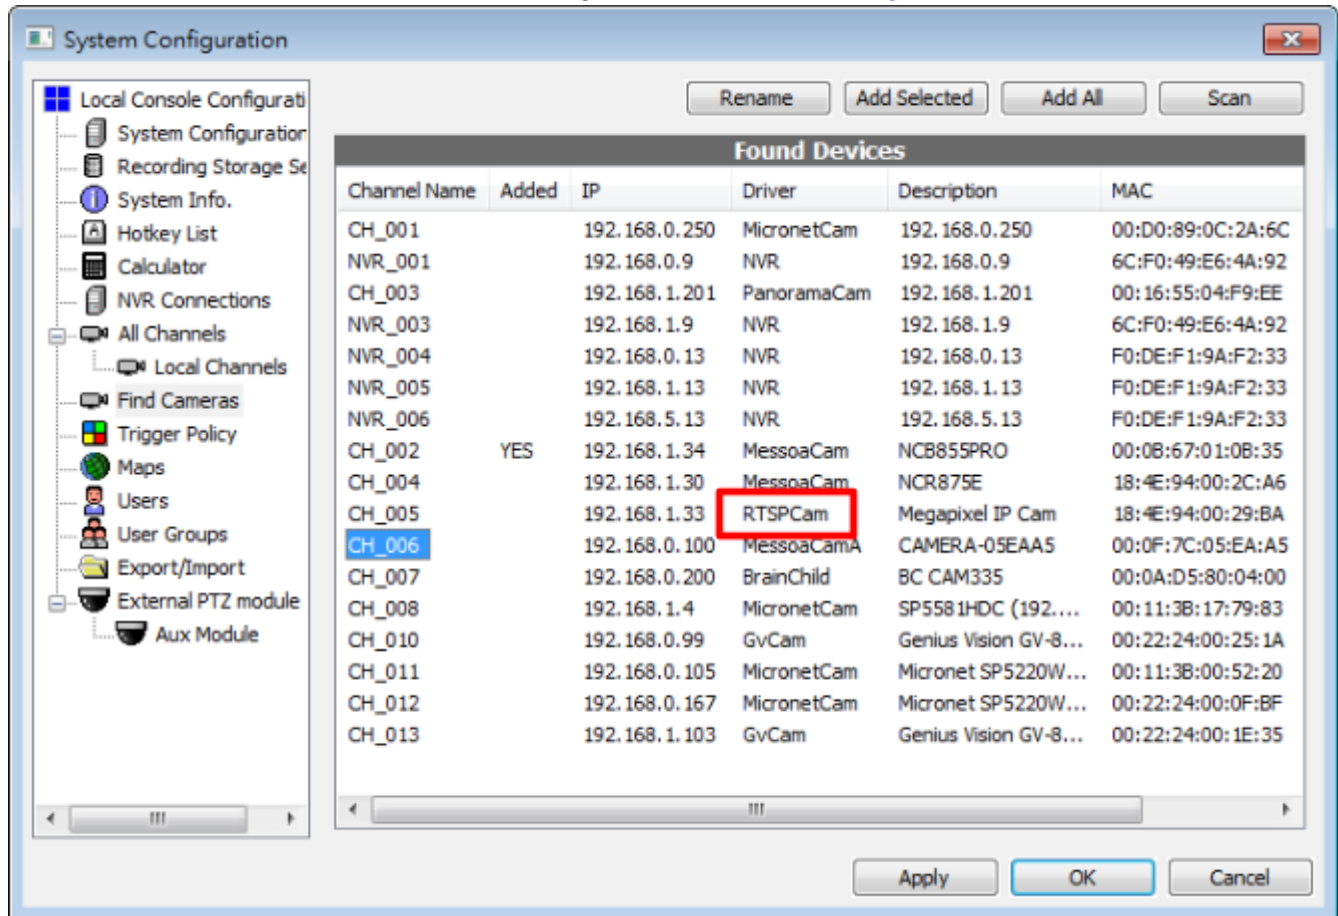 System Configuration
Rename Add Selected Add All Scan
Local Console Configurati
System Configuration
Recording Storage Se
System Info.
Hotkey List
Calculator
NVR Connections
All Channels
Local Channels
Find Cameras
Trigger Policy
Maps
Users
User Groups
Export/Import
External PTZ module
Aux Module
Found Devices
Channel Name Added IP Driver Description MAC
CH_001 192.168.0.250 MicronetCam 192.168.0.250 00:D0:89:0C:2A:6C
NVR_001 192.168.0.9 NVR 192.168.0.9 6C:F0:49:E6:4A:92
CH_003 192.168.1.201 PanoramaCam 192.168.1.201 00:16:55:04:F9:EE
NVR_003 192.168.1.9 NVR 192.168.1.9 6C:F0:49:E6:4A:92
NVR_004 192.168.0.13 NVR 192.168.0.13 F0:DE:F1:9A:F2:33
NVR_005 192.168.1.13 NVR 192.168.1.13 F0:DE:F1:9A:F2:33
NVR_006 192.168.5.13 NVR 192.168.5.13 F0:DE:F1:9A:F2:33
CH_002 YES 192.168.1.34 MessoaCam NCB855PRO 00:0B:67:01:0B:35
CH_004 192.168.1.30 MessoaCam NCR875E 18:4E:94:00:2C:A6
CH_005 192.168.1.33 RTSPCam Megapixel IP Cam 18:4E:94:00:29:BA
CH_006 192.168.0.100 MessoaCamA CAMERA-05EAA5 00:0F:7C:05:EA:A5
CH_007 192.168.0.200 BrainChild BC CAM335 00:0A:D5:80:04:00
CH_008 192.168.1.4 MicronetCam SP5581HDC (192.... 00:11:3B:17:79:83
CH_010 192.168.0.99 GvCam Genius Vision GV-8... 00:22:24:00:25:1A
CH_011 192.168.0.105 MicronetCam Micronet SP5220W... 00:11:3B:00:52:20
CH_012 192.168.0.167 MicronetCam Micronet SP5220W... 00:22:24:00:0F:BF
CH_013 192.168.1.103 GvCam Genius Vision GV-8... 00:22:24:00:1E:35
Apply OK Cancel